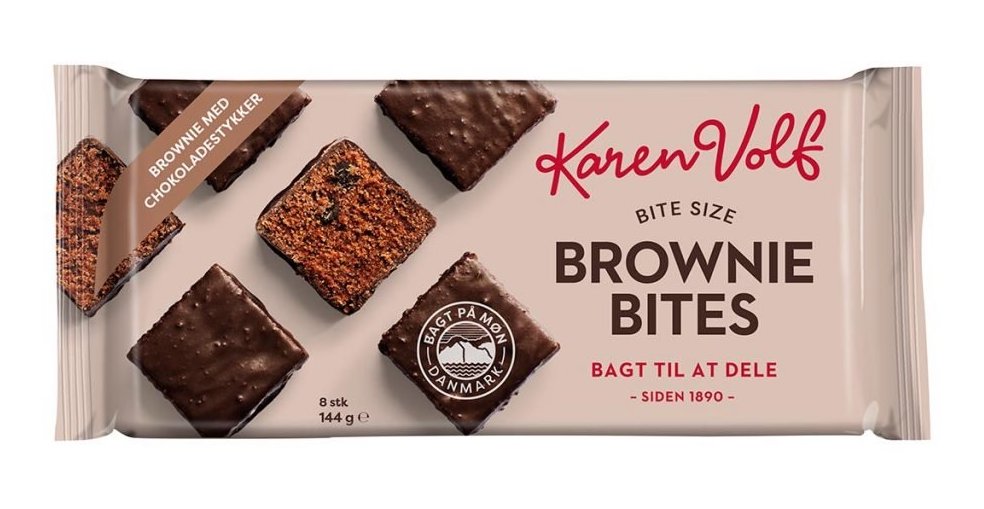 BROWNIE MED
CHOKOLADESTYKKER
Karen Volf
BITE SIZE
BROWNIE
BITES
BAGT TIL AT DELE
- SIDEN 1890 -
BAGT PÅ MØN
DANMARK
8 stk
144 g ℮